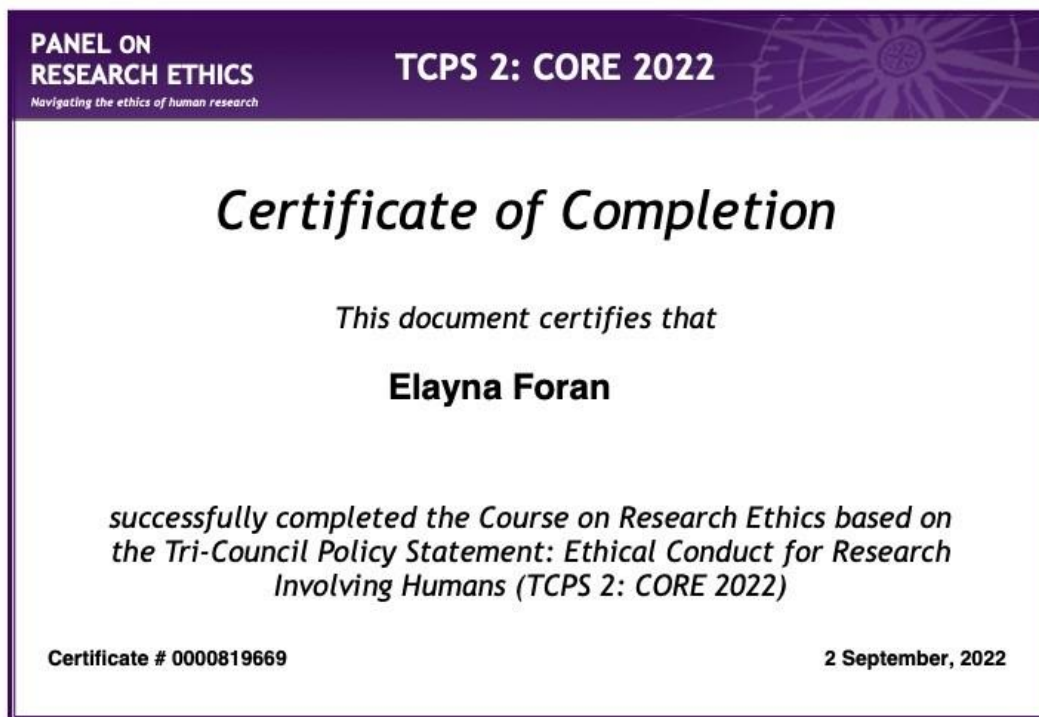 PANEL ON
RESEARCH ETHICS
Navigating the ethics of human research
TCPS 2: CORE 2022
Certificate of Completion
This document certifies that
Elayna Foran
successfully completed the Course on Research Ethics based on
the Tri-Council Policy Statement: Ethical Conduct for Research
Involving Humans (TCPS 2: CORE 2022)
Certificate # 0000819669
2 September, 2022